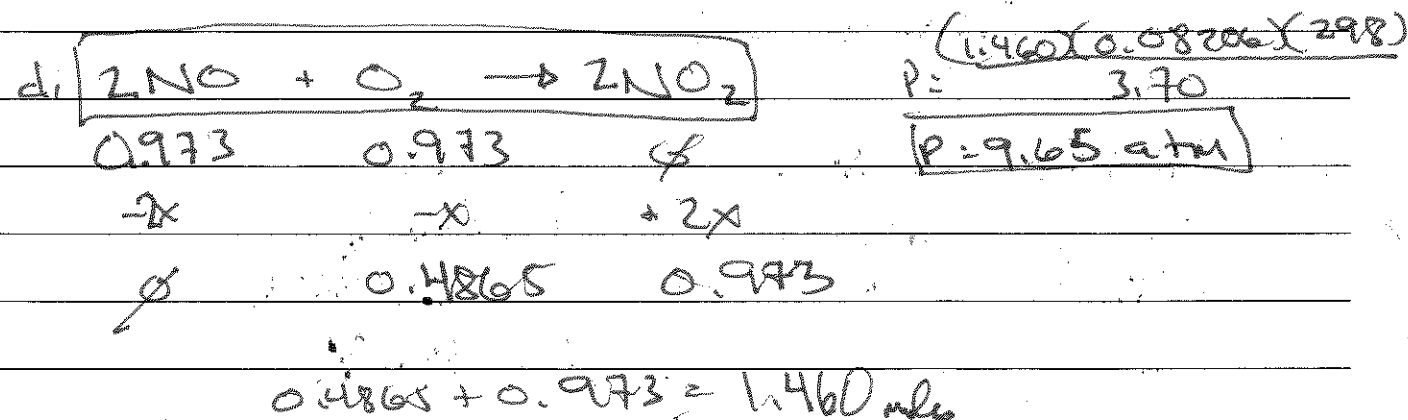 d. 2NO + O₂ → 2NO₂
0.973 0.973 ∅
-2x -x +2x
∅ 0.4865 0.973
0.4865 + 0.973 = 1.460 moles
P = (1.460)(0.08206)(298)
3.70
P = 9.65 atm